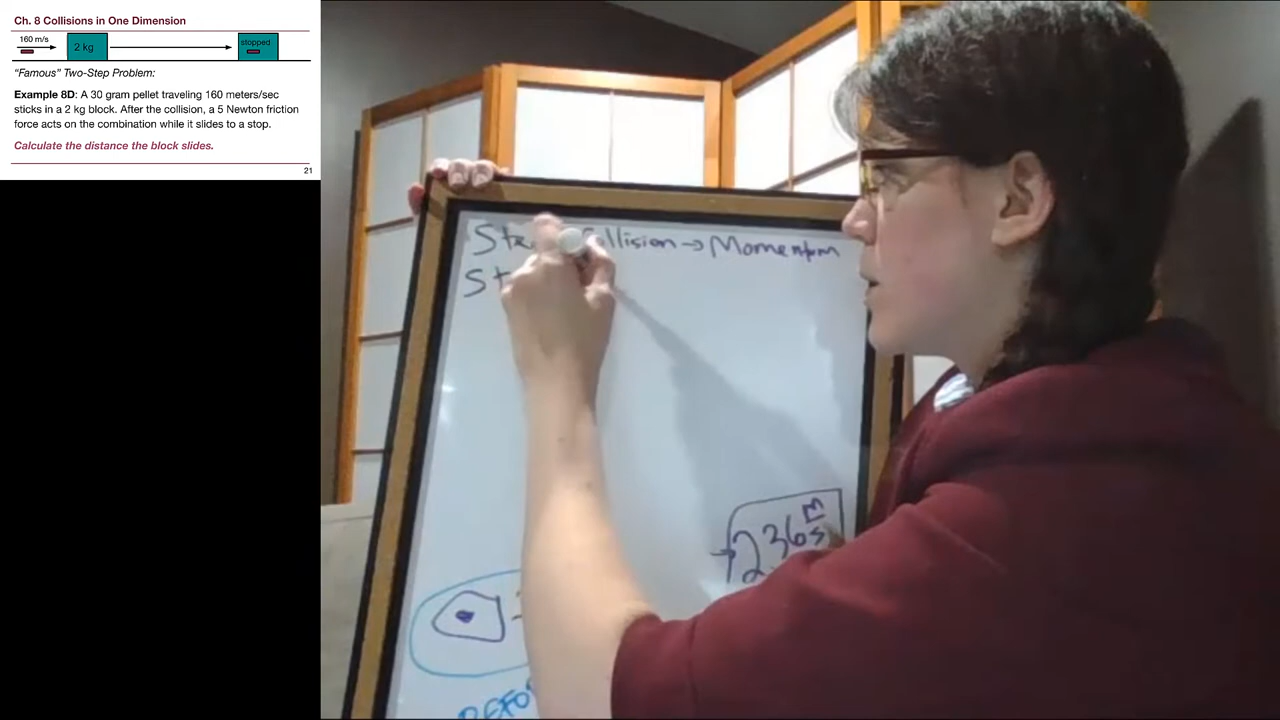 Ch. 8 Collisions in One Dimension
160 m/s
2 kg
stopped
"Famous" Two-Step Problem:
Example 8D: A 30 gram pellet traveling 160 meters/sec
sticks in a 2 kg block. After the collision, a 5 Newton friction
force acts on the combination while it slides to a stop.
Calculate the distance the block slides.
21
Collision → Momentum
236 m/s